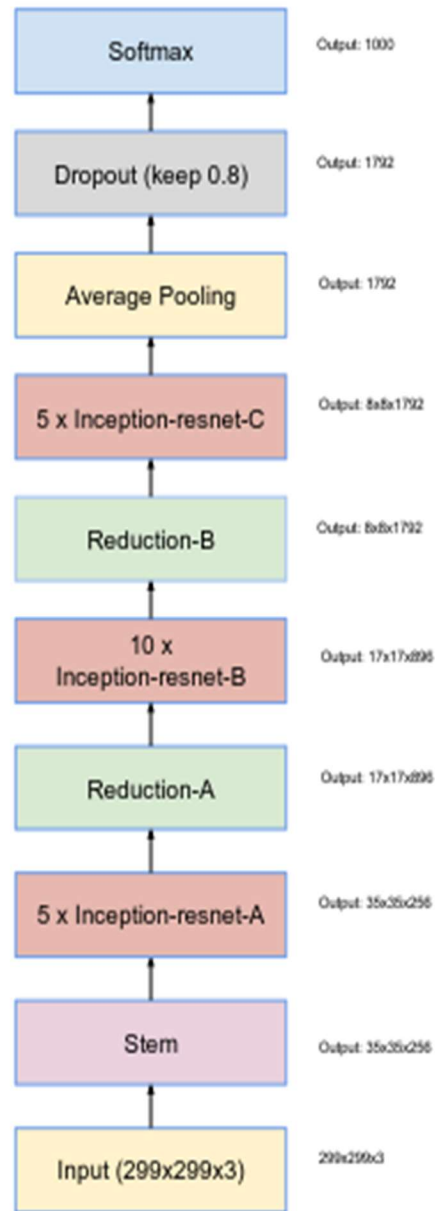 Softmax
Output: 1000
Dropout (keep 0.8)
Output: 1792
Average Pooling
Output: 1792
5 x Inception-resnet-C
Output: 8x8x1792
Reduction-B
Output: 8x8x1792
10 x
Inception-resnet-B
Output: 17x17x896
Reduction-A
Output: 17x17x896
5 x Inception-resnet-A
Output: 35x35x256
Stem
Output: 35x35x256
Input (299x299x3)
299x299x3